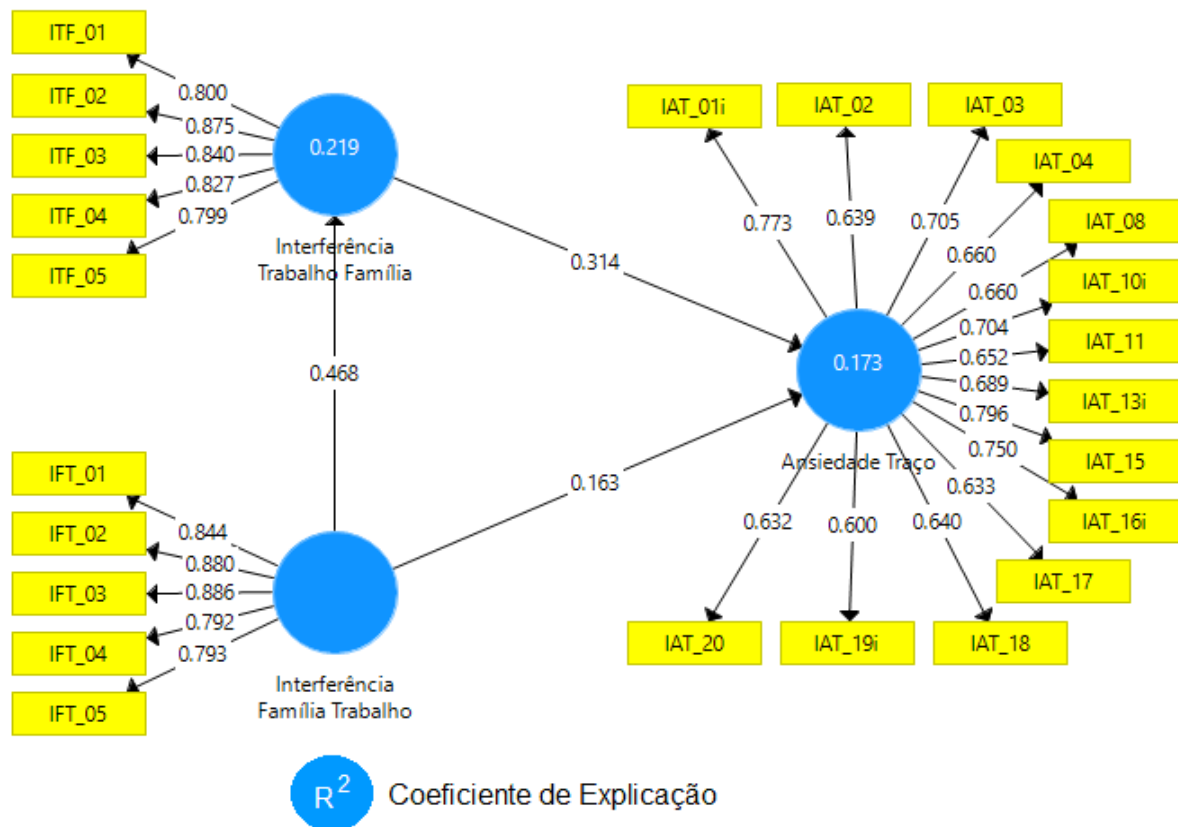 ITF_01
ITF_02
ITF_03
ITF_04
ITF_05
0.800
0.875
0.840
0.827
0.799
0.219
Interferência
Trabalho Família
0.314
0.468
0.163
IFT_01
IFT_02
IFT_03
IFT_04
IFT_05
0.844
0.880
0.886
0.792
0.793
Interferência
Família Trabalho
IAT_01i
IAT_02
IAT_03
IAT_04
IAT_08
IAT_10i
IAT_11
IAT_13i
IAT_15
IAT_16i
IAT_17
IAT_18
IAT_19i
IAT_20
0.773
0.639
0.705
0.660
0.660
0.704
0.652
0.689
0.796
0.750
0.633
0.640
0.600
0.632
0.173
Ansiedade Traço
R² Coeficiente de Explicação